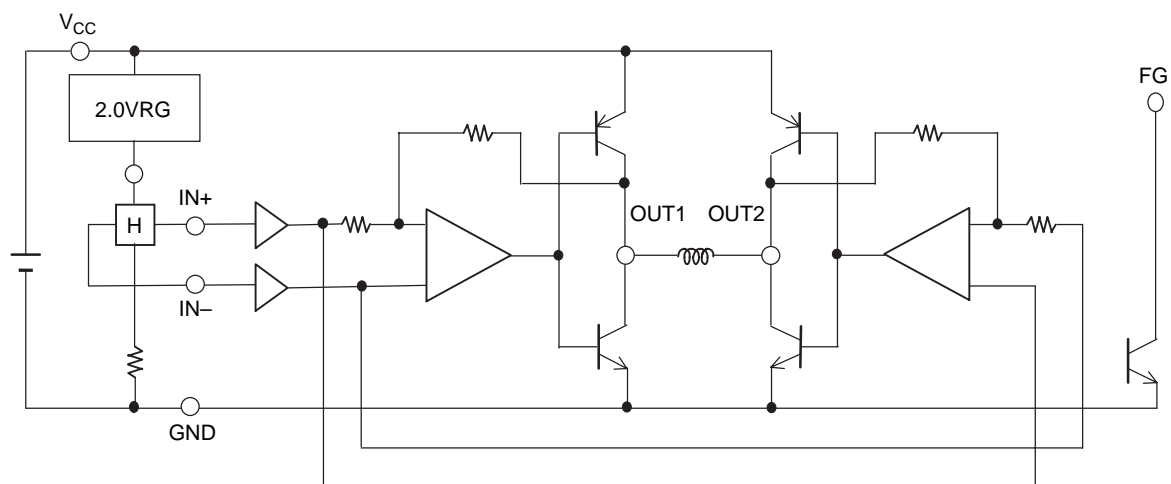 VCC
FG
2.0VRG
IN+
H
OUT1
OUT2
IN–
GND